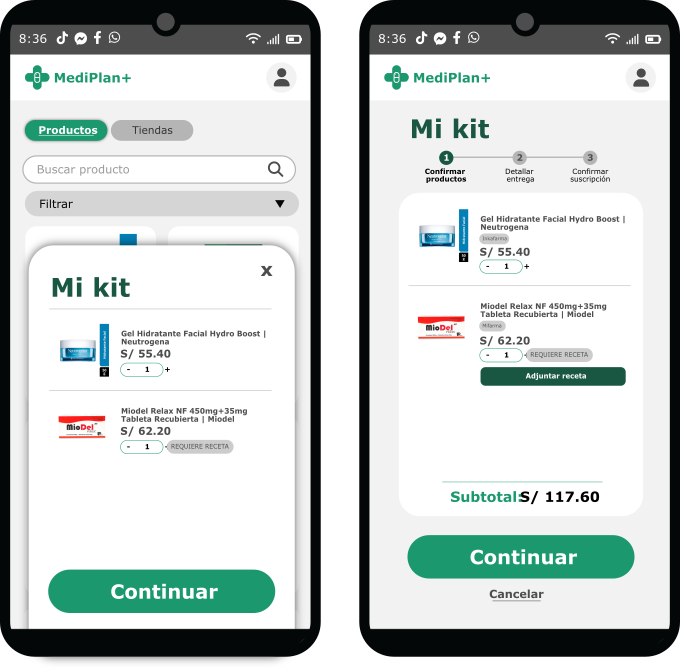 8:36
MediPlan+
Productos
Tiendas
Buscar producto
Filtrar
x
Mi kit
Gel Hidratante Facial Hydro Boost |
Neutrogena
S/ 55.40
- 1 +
MioDel
Miodel Relax NF 450mg+35mg
Tableta Recubierta | Miodel
S/ 62.20
- 1
REQUIERE RECETA
Continuar
8:36
MediPlan+
Mi kit
1 2 3
Confirmar
productos
Detallar
entrega
Confirmar
suscripción
Gel Hidratante Facial Hydro Boost |
Neutrogena
Inkafarma
S/ 55.40
- 1 +
MioDel
Miodel Relax NF 450mg+35mg
Tableta Recubierta | Miodel
Mifarma
S/ 62.20
- 1
REQUIERE RECETA
Adjuntar receta
Subtotal: S/ 117.60
Continuar
Cancelar